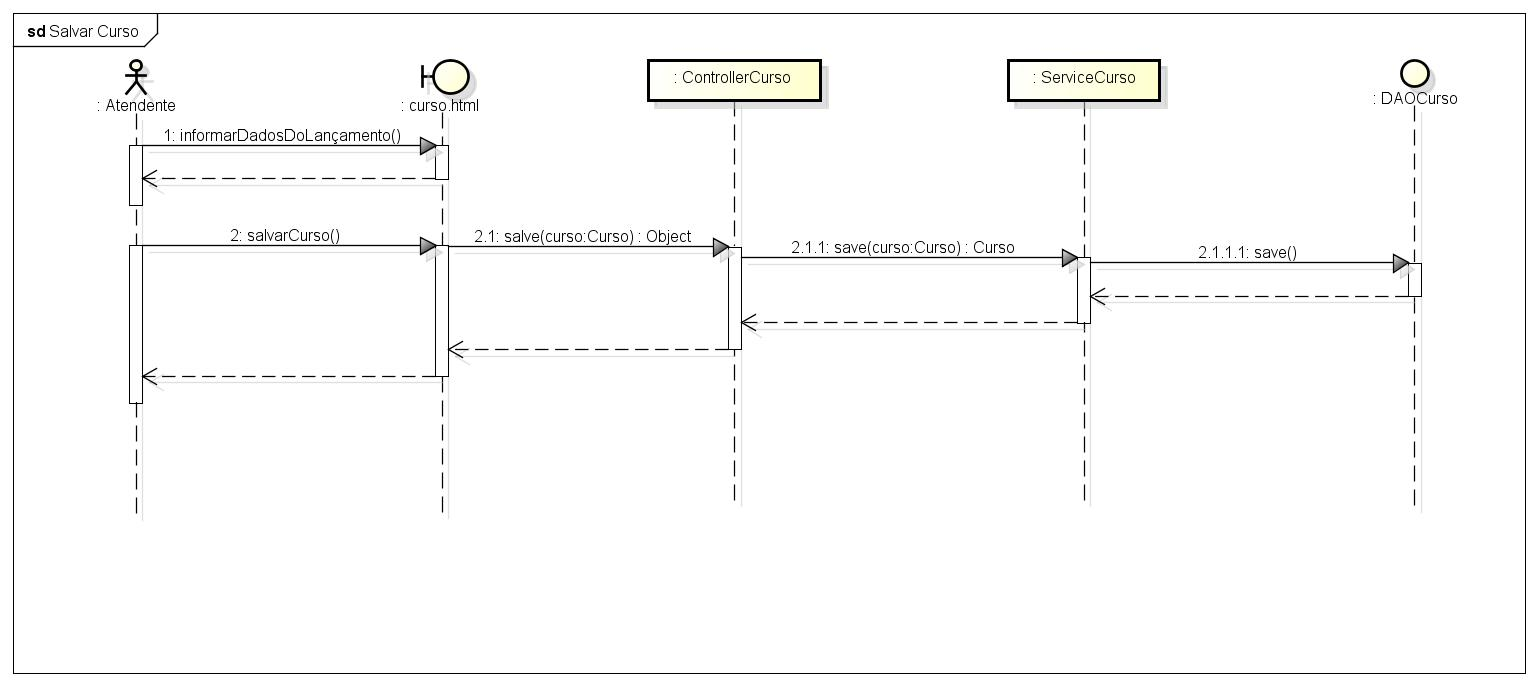 sd Salvar Curso
: Atendente
: curso.html
: ControllerCurso
: ServiceCurso
: DAOCurso
1: informarDadosDoLançamento()
2: salvarCurso()
2.1: salve(curso:Curso) : Object
2.1.1: save(curso:Curso) : Curso
2.1.1.1: save()